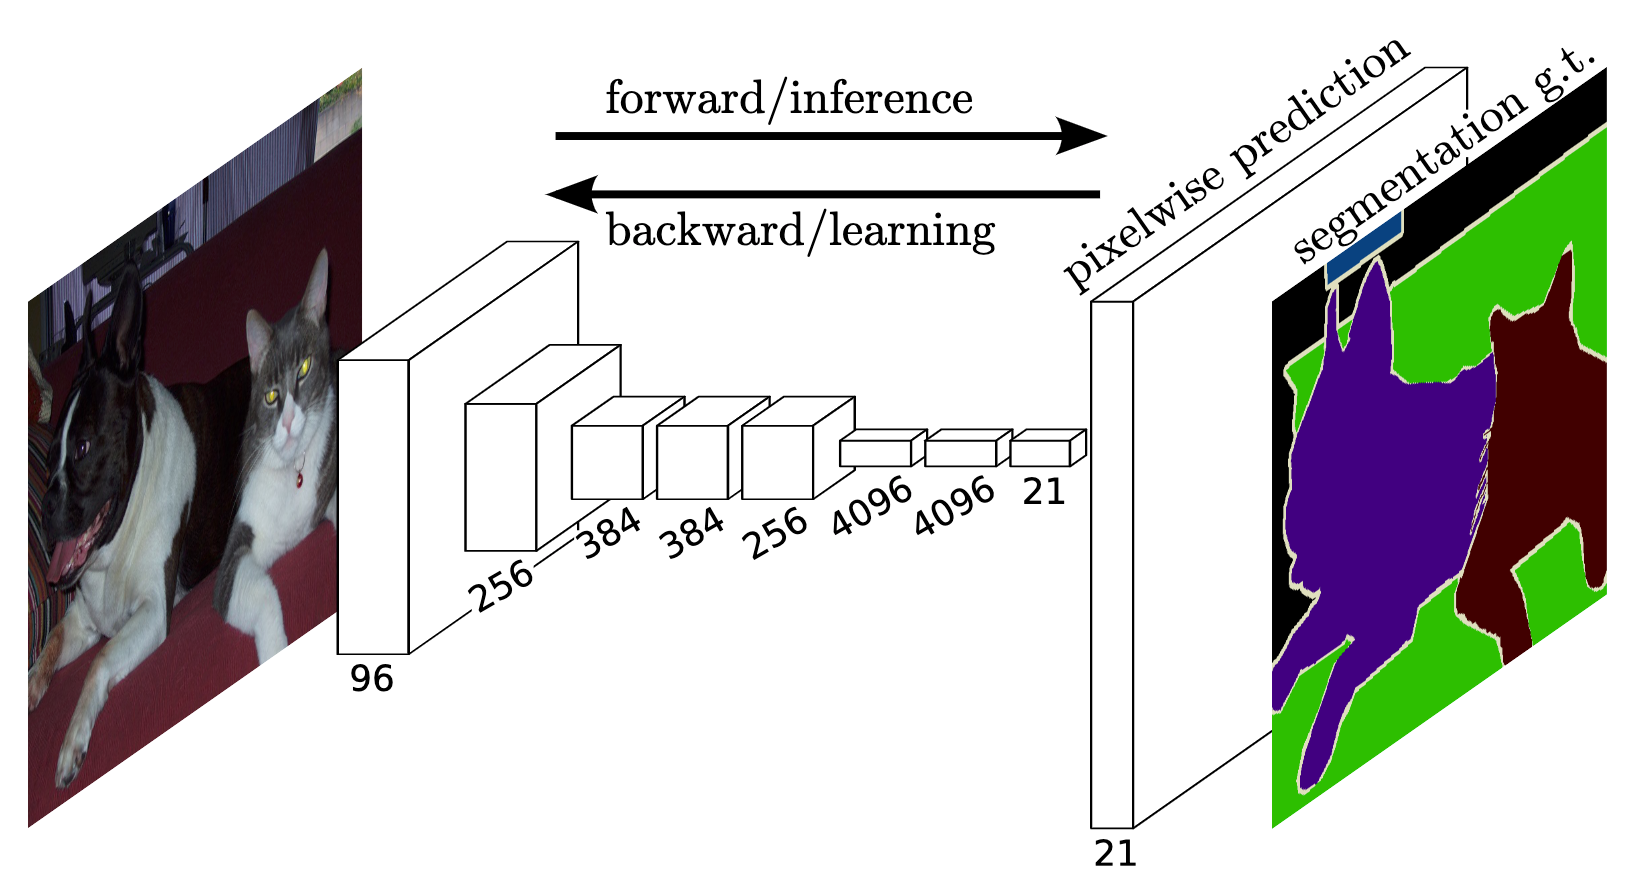 forward/inference
backward/learning
pixelwise prediction
segmentation g.t.
96
256
384
384
256
4096
4096
21
21